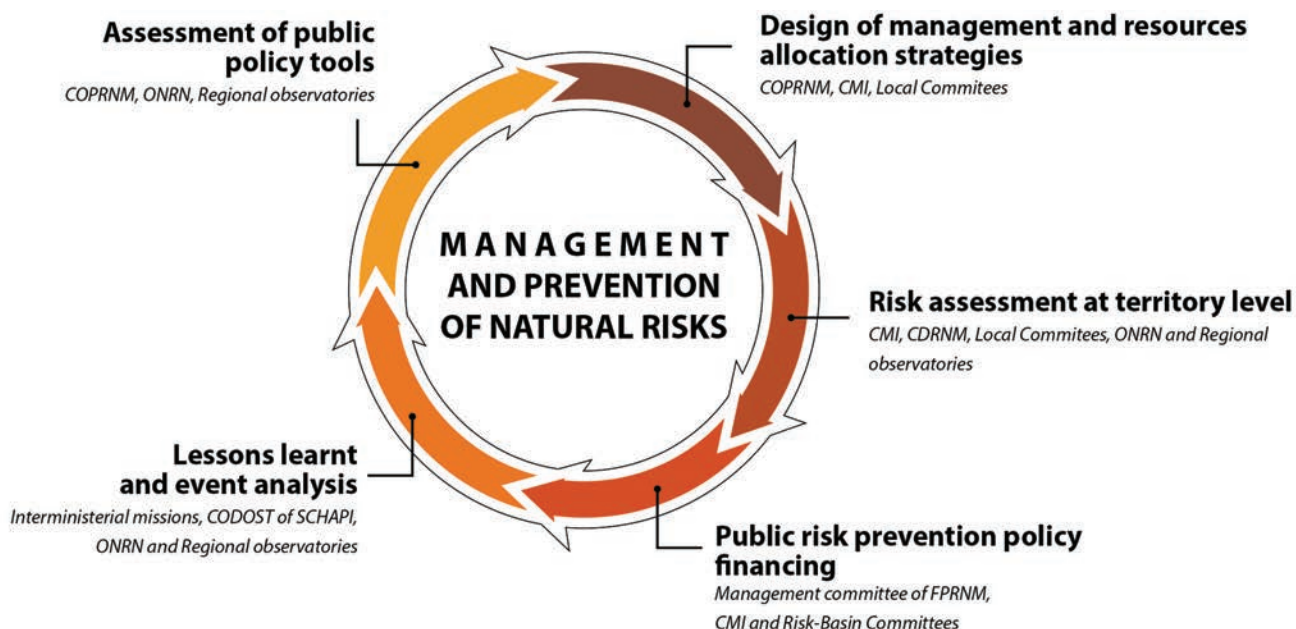 Assessment of public
policy tools
COPRNM, ONRN, Regional observatories
Design of management and resources
allocation strategies
COPRNM, CMI, Local Commitees
MANAGEMENT
AND PREVENTION
OF NATURAL RISKS
Risk assessment at territory level
CMI, CDRNM, Local Commitees, ONRN and Regional
observatories
Lessons learnt
and event analysis
Interministerial missions, CODOST of SCHAPI,
ONRN and Regional observatories
Public risk prevention policy
financing
Management committee of FPRNM,
CMI and Risk-Basin Committees